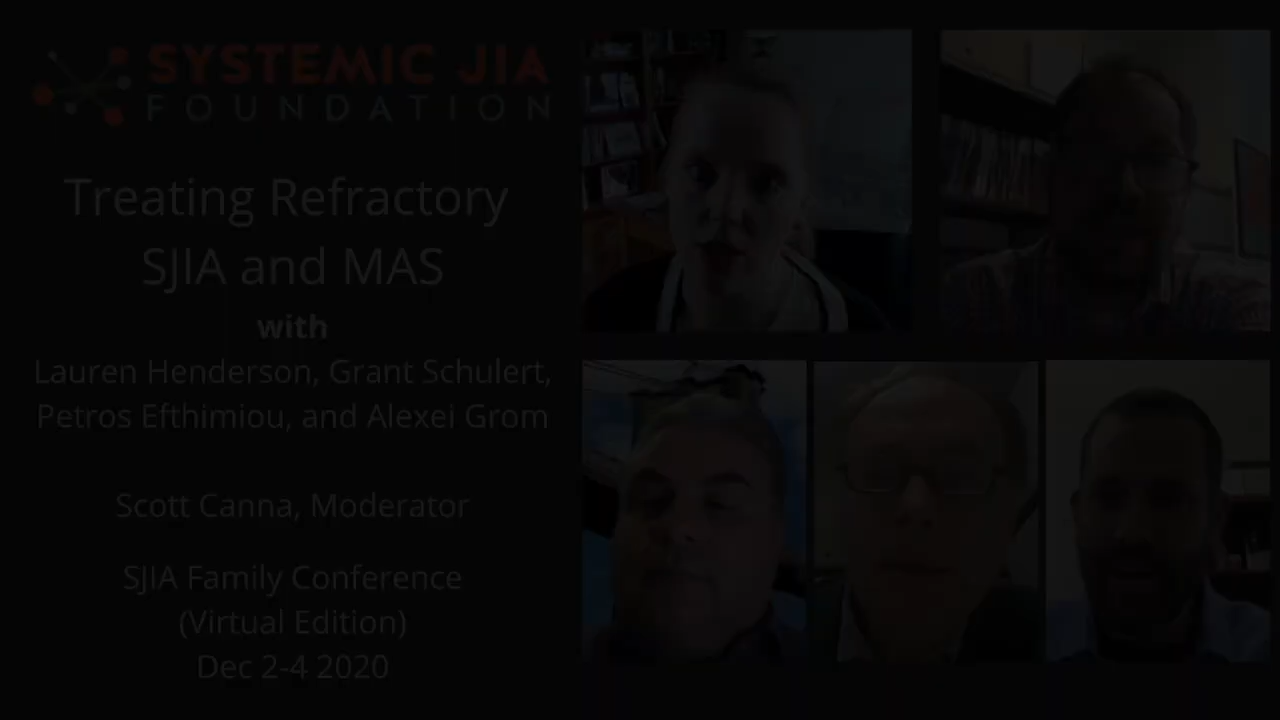 SYSTEMIC JIA
FOUNDATION
Treating Refractory
SJIA and MAS
with
Lauren Henderson, Grant Schulert,
Petros Efthimiou, and Alexei Grom
Scott Canna, Moderator
SJIA Family Conference
(Virtual Edition)
Dec 2-4 2020